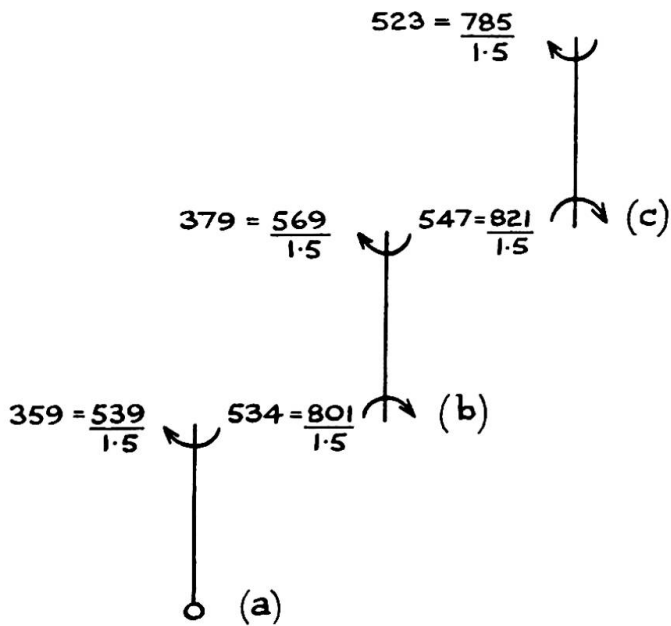 523 = 785
1·5
379 = 569
1·5
547 = 821
1·5
(c)
359 = 539
1·5
534 = 801
1·5
(b)
(a)